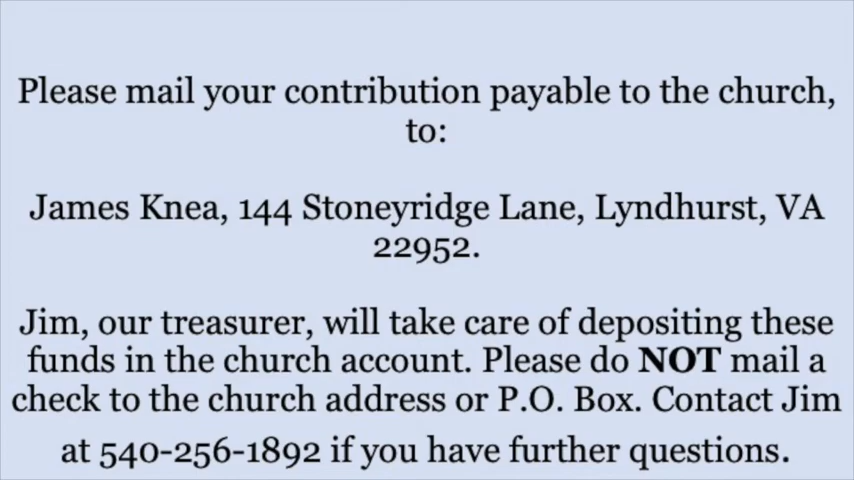 Please mail your contribution payable to the church,
to:
James Knea, 144 Stoneyridge Lane, Lyndhurst, VA
22952.
Jim, our treasurer, will take care of depositing these
funds in the church account. Please do NOT mail a
check to the church address or P.O. Box. Contact Jim
at 540-256-1892 if you have further questions.